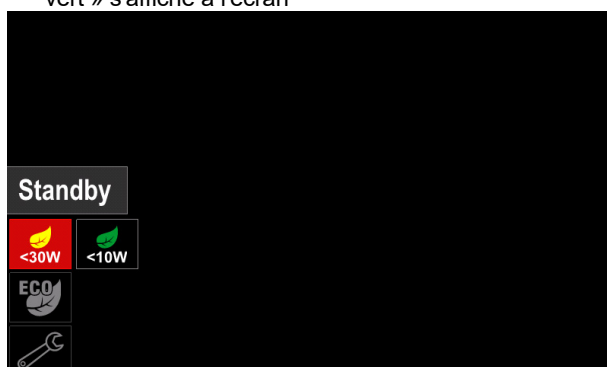 vert » s'affiche à l'écran
Standby
<30W <10W
ECO